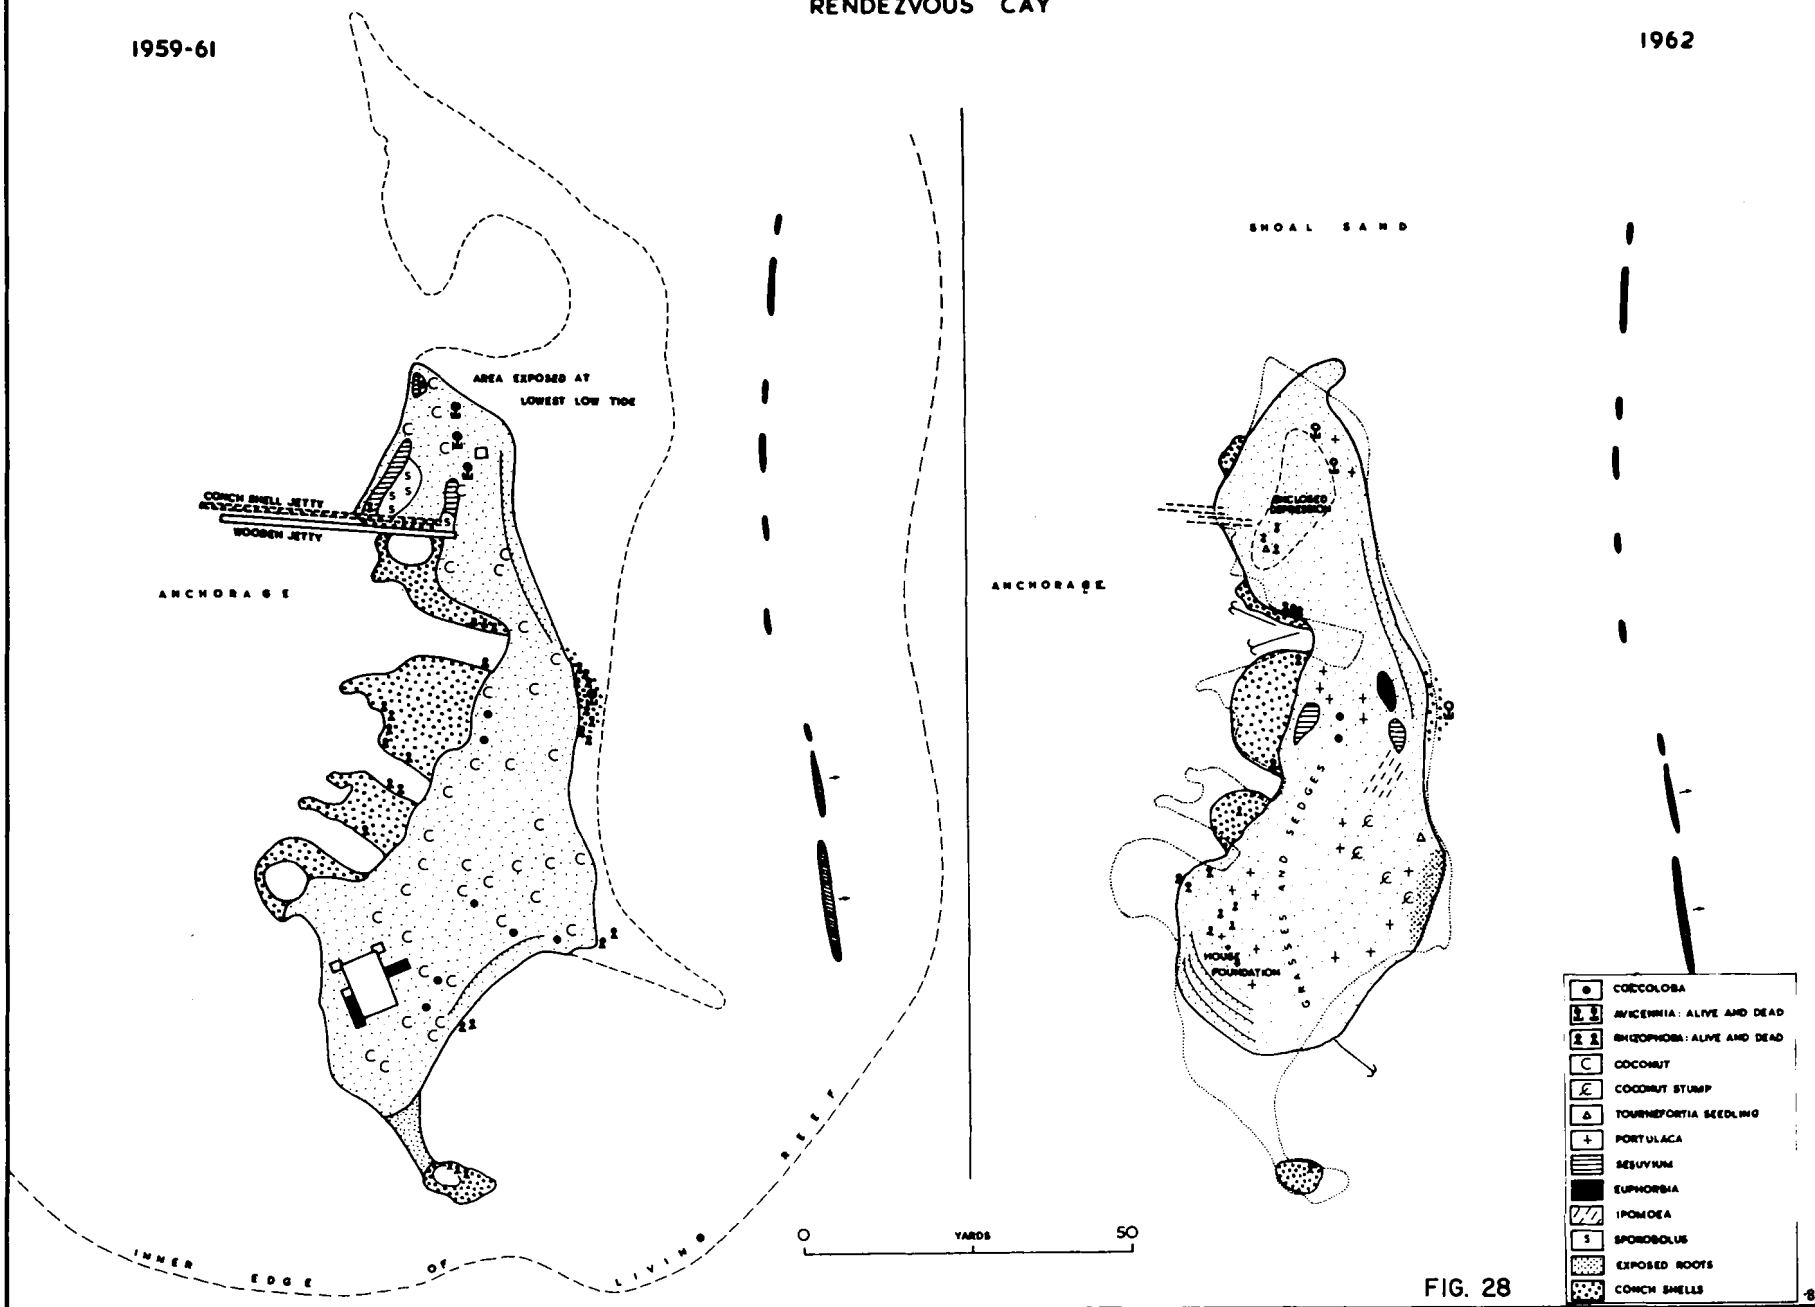 RENDEZVOUS CAY
1959-61
1962
SHOAL SAND
AREA EXPOSED AT
LOWEST LOW TIDE
CONCH SHELL JETTY
WOODEN JETTY
ANCHORAGE
ENCLOSED
DEPRESSION
ANCHORAGE
GRASSES AND SEDGES
HOUSE
FOUNDATION
INNER EDGE OF LIVING REEF
0 YARDS 50
COCCOLOBA
AVICENNIA: ALIVE AND DEAD
RHIZOPHORA: ALIVE AND DEAD
C COCONUT
COCONUT STUMP
TOURNEFORTIA SEEDLING
+ PORTULACA
SESUVIUM
EUPHORBIA
IPOMOEA
S SPOROBOLUS
EXPOSED ROOTS
CONCH SHELLS
FIG. 28